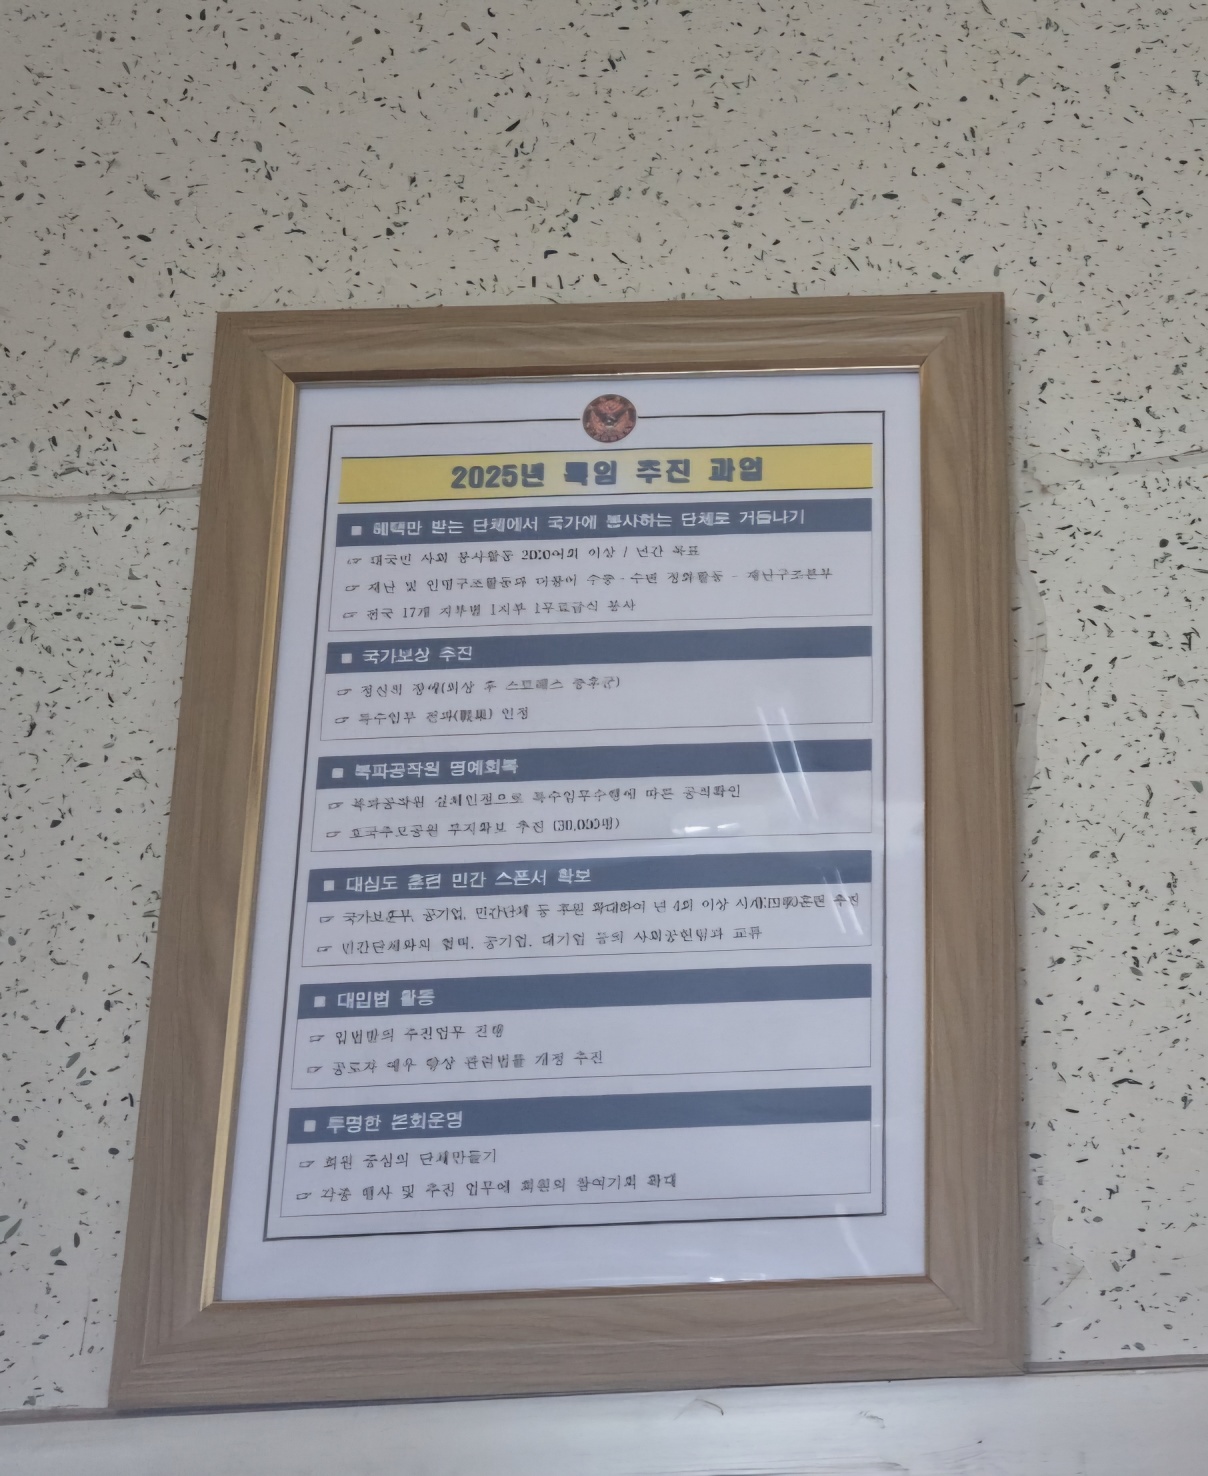 2025년 특임 추진 과업
■ 혜택만 받는 단체에서 국가에 봉사하는 단체로 거듭나기
☞ 대국민 사회 봉사활동 이상 / 년간 목표
☞ 재난 및 인명구조활동과 더불어 수중·수변 정화활동 - 재난구조본부
☞ 전국 17개 지부별 1지부 1무료급식 봉사
■ 국가보상 추진
☞ 정신적 장애(외상 후 스트레스 증후군)
☞ 특수임무 전과(戰果) 인정
■ 북파공작원 명예회복
☞ 북파공작원 실체인정으로 특수임무수행에 따른 공적확인
☞ 호국추모공원 부지확보 추진
■ 대심도 훈련 민간 스폰서 확보
☞ 국가보훈부, 공기업, 민간단체 등 후원 확대하여 년 4회 이상 훈련 추진
☞ 민간단체와의 협력, 공기업, 대기업 등의 사회공헌팀과 교류
■ 대입법 활동
☞ 입법발의 추진업무 진행
☞ 공로자 예우 향상 관련법률 개정 추진
■ 투명한 본회운영
☞ 회원 중심의 단체만들기
☞ 각종 행사 및 추진 업무에 회원의 참여기회 확대